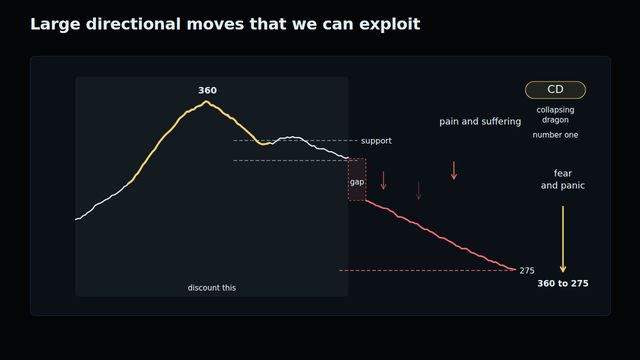 Large directional moves that we can exploit
360
CD
collapsing
dragon
number one
pain and suffering
support
gap
fear
and panic
275
360 to 275
discount this